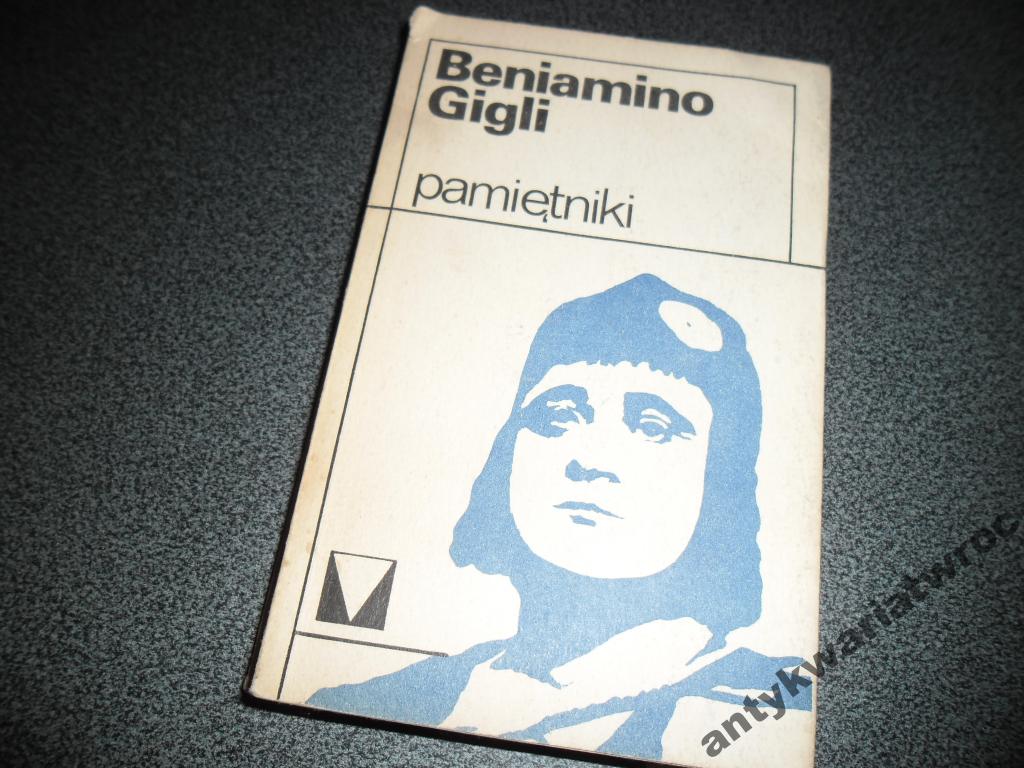 Beniamino
Gigli
pamiętniki
antykwariatwroc